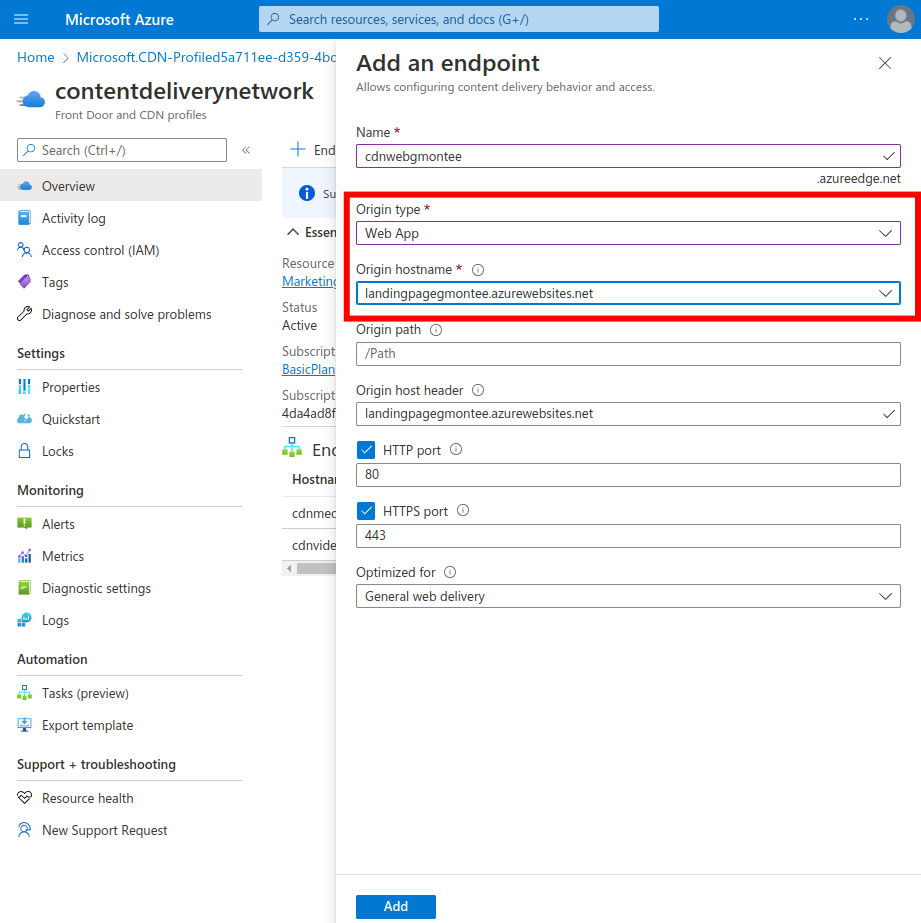 Microsoft Azure
Search resources, services, and docs (G+/)
Home > Microsoft.CDN-Profiled5a711ee-d359-4bd
contentdeliverynetwork
Front Door and CDN profiles
Search (Ctrl+/)
Overview
Activity log
Access control (IAM)
Tags
Diagnose and solve problems
Settings
Properties
Quickstart
Locks
Monitoring
Alerts
Metrics
Diagnostic settings
Logs
Automation
Tasks (preview)
Export template
Support + troubleshooting
Resource health
New Support Request
End
Su
Essen
Resource
Marketing
Status
Active
Subscript
BasicPlan
Subscript
4da4ad8f
End
Hostna
cdnmed
cdnvide
Add an endpoint
Allows configuring content delivery behavior and access.
Name *
cdnwebgmontee
.azureedge.net
Origin type *
Web App
Origin hostname *
landingpagegmontee.azurewebsites.net
Origin path
/Path
Origin host header
landingpagegmontee.azurewebsites.net
HTTP port
80
HTTPS port
443
Optimized for
General web delivery
Add